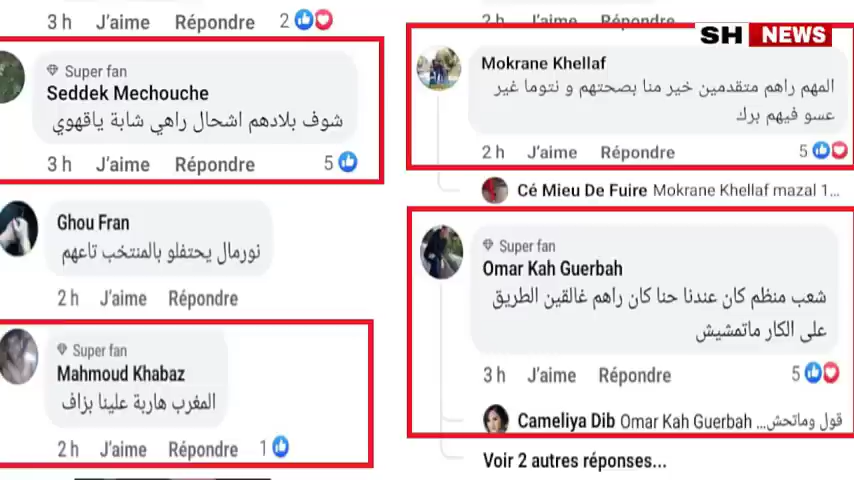 3 h J'aime Répondre 2
Super fan
Seddek Mechouche
شوف بلادهم اشحال راهي شابة ياقهوي
3 h J'aime Répondre 5
Ghou Fran
نورمال يحتفلو بالمنتخب تاعهم
2 h J'aime Répondre
Super fan
Mahmoud Khabaz
المغرب هاربة علينا بزاف
2 h J'aime Répondre 1
2 h J'aime Répondre
SH NEWS
Mokrane Khellaf
المهم راهم متقدمين خير منا بصحتهم و نتوما غير
عسو فيهم برك
2 h J'aime Répondre 5
Cé Mieu De Fuire Mokrane Khellaf mazal 1...
Super fan
Omar Kah Guerbah
شعب منظم كان عندنا حنا كان راهم غالقين الطريق
على الكار ماتمشيش
3 h J'aime Répondre 5
Cameliya Dib Omar Kah Guerbah قول وماتحش...
Voir 2 autres réponses...